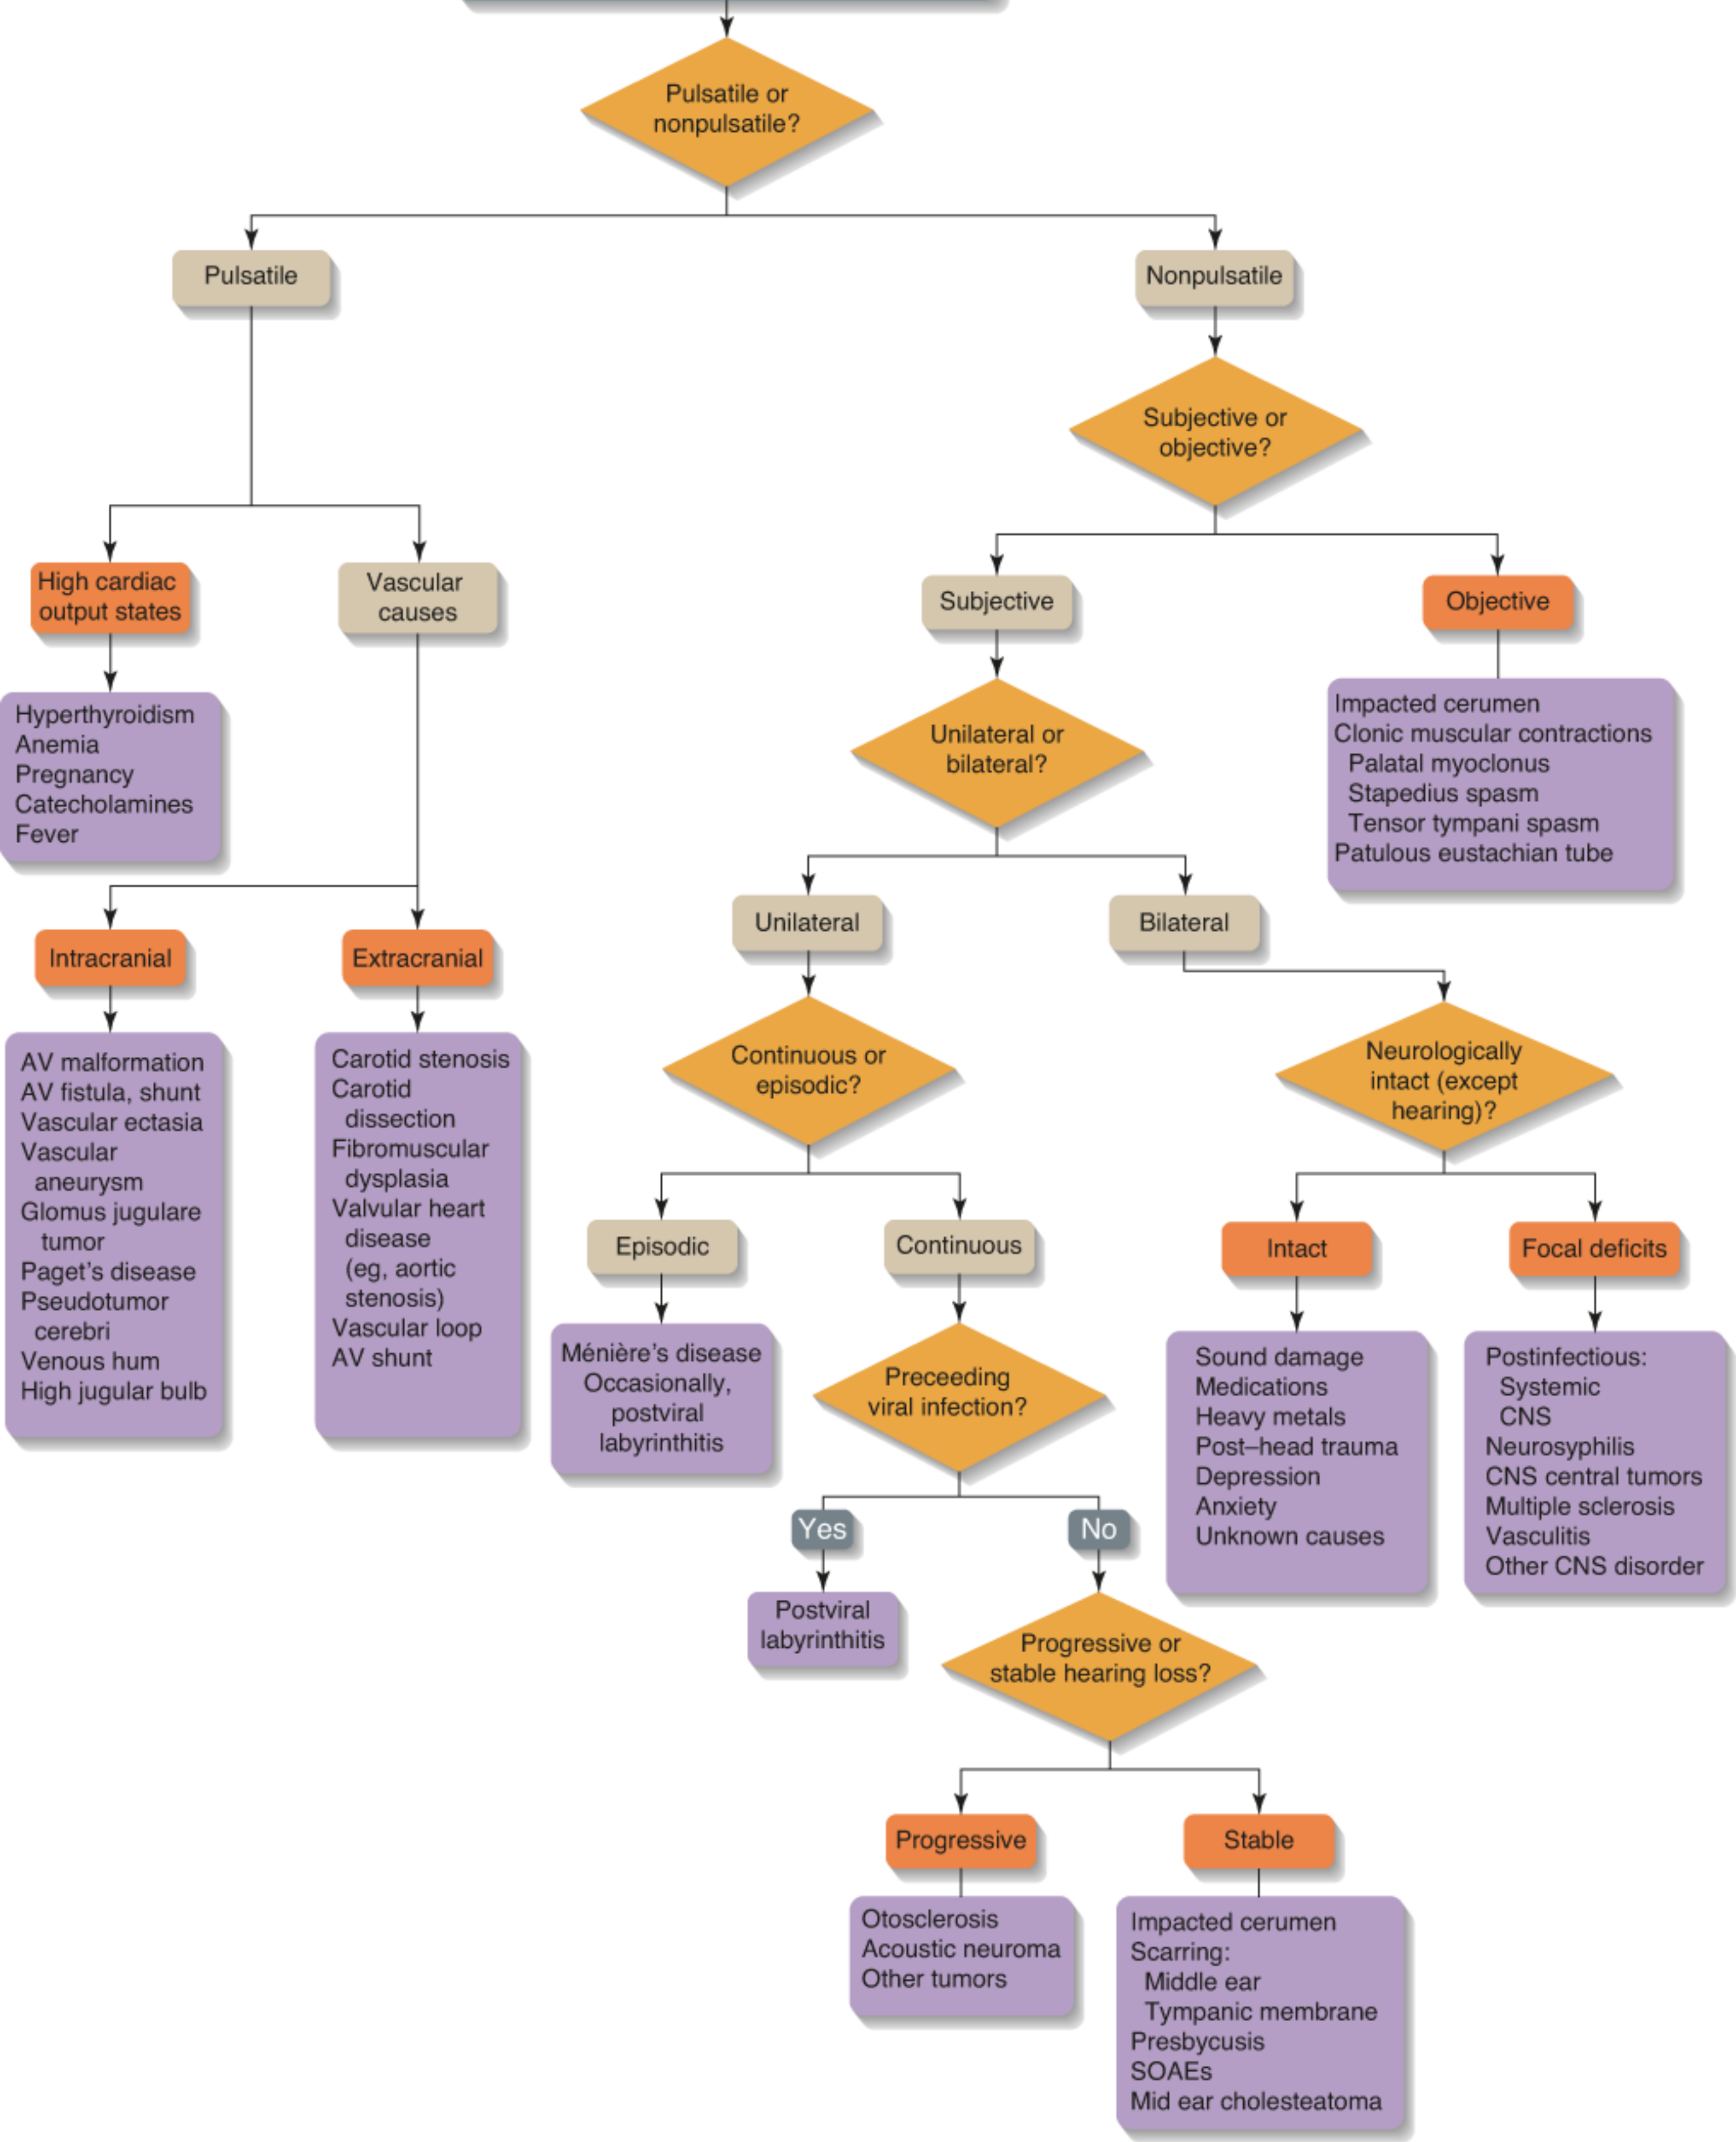 Pulsatile or
nonpulsatile?
Pulsatile
Nonpulsatile
Subjective or
objective?
High cardiac
output states
Vascular
causes
Subjective
Objective
Hyperthyroidism
Anemia
Pregnancy
Catecholamines
Fever
Unilateral or
bilateral?
Impacted cerumen
Clonic muscular contractions
Palatal myoclonus
Stapedius spasm
Tensor tympani spasm
Patulous eustachian tube
Unilateral
Bilateral
Intracranial
Extracranial
AV malformation
AV fistula, shunt
Vascular ectasia
Vascular
aneurysm
Glomus jugulare
tumor
Paget's disease
Pseudotumor
cerebri
Venous hum
High jugular bulb
Carotid stenosis
Carotid
dissection
Fibromuscular
dysplasia
Valvular heart
disease
(eg, aortic
stenosis)
Vascular loop
AV shunt
Continuous or
episodic?
Neurologically
intact (except
hearing)?
Episodic
Continuous
Intact
Focal deficits
Ménière's disease
Occasionally,
postviral
labyrinthitis
Preceeding
viral infection?
Sound damage
Medications
Heavy metals
Post–head trauma
Depression
Anxiety
Unknown causes
Postinfectious:
Systemic
CNS
Neurosyphilis
CNS central tumors
Multiple sclerosis
Vasculitis
Other CNS disorder
Yes
No
Postviral
labyrinthitis
Progressive or
stable hearing loss?
Progressive
Stable
Otosclerosis
Acoustic neuroma
Other tumors
Impacted cerumen
Scarring:
Middle ear
Tympanic membrane
Presbycusis
SOAEs
Mid ear cholesteatoma